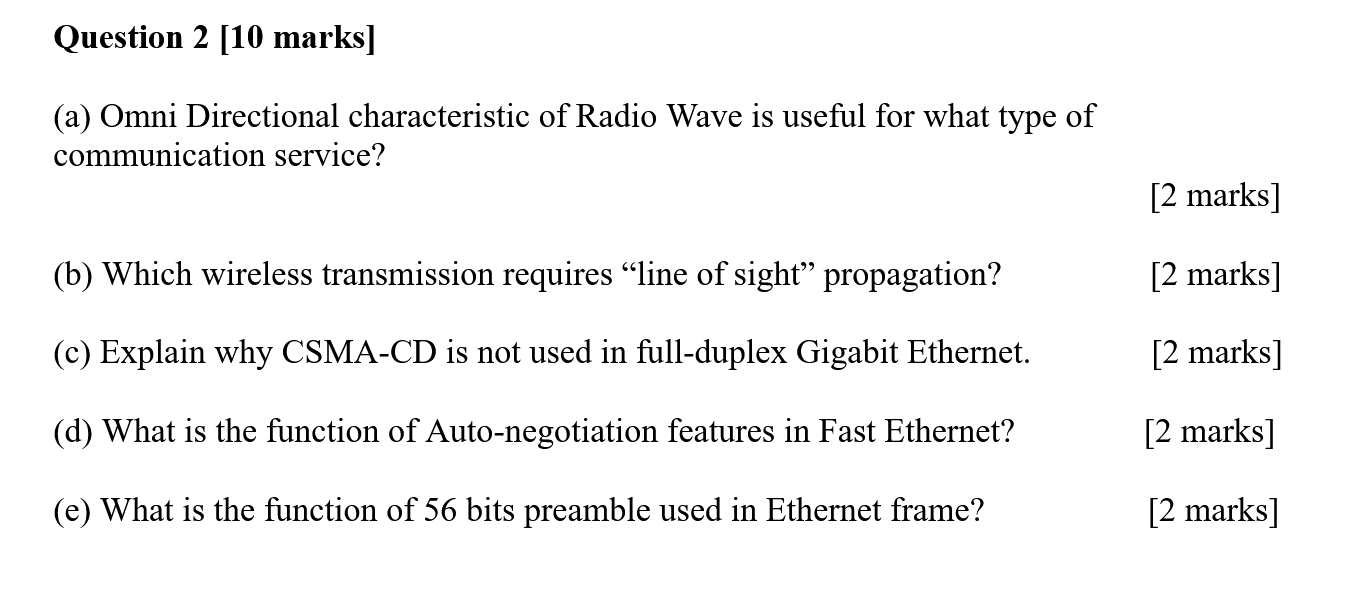 Question 2 [10 marks]
(a) Omni Directional characteristic of Radio Wave is useful for what type of
communication service?
[2 marks]
(b) Which wireless transmission requires “line of sight” propagation? [2 marks]
(c) Explain why CSMA-CD is not used in full-duplex Gigabit Ethernet. [2 marks]
(d) What is the function of Auto-negotiation features in Fast Ethernet? [2 marks]
(e) What is the function of 56 bits preamble used in Ethernet frame? [2 marks]